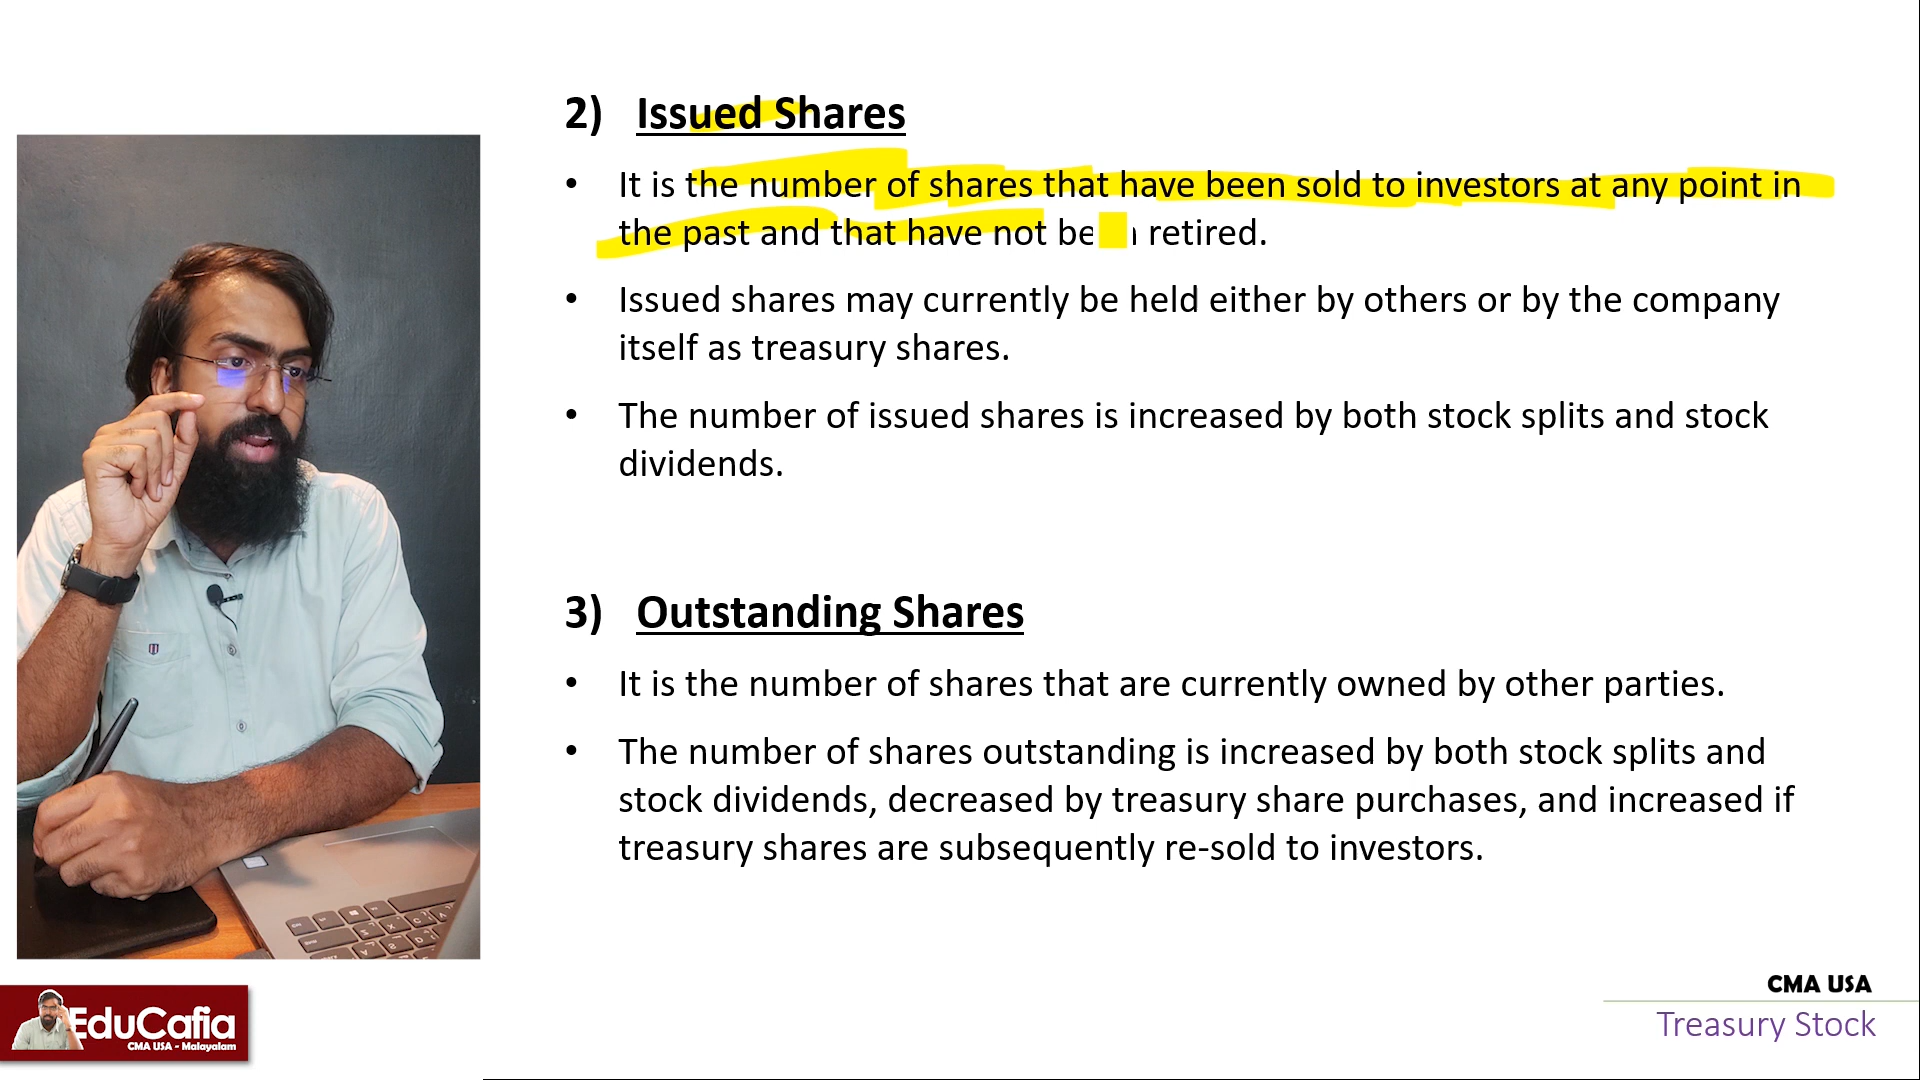 2) Issued Shares
• It is the number of shares that have been sold to investors at any point in
the past and that have not be n retired.
• Issued shares may currently be held either by others or by the company
itself as treasury shares.
• The number of issued shares is increased by both stock splits and stock
dividends.
3) Outstanding Shares
• It is the number of shares that are currently owned by other parties.
• The number of shares outstanding is increased by both stock splits and
stock dividends, decreased by treasury share purchases, and increased if
treasury shares are subsequently re-sold to investors.
EduCafia
CMA USA - Malayalam
CMA USA
Treasury Stock